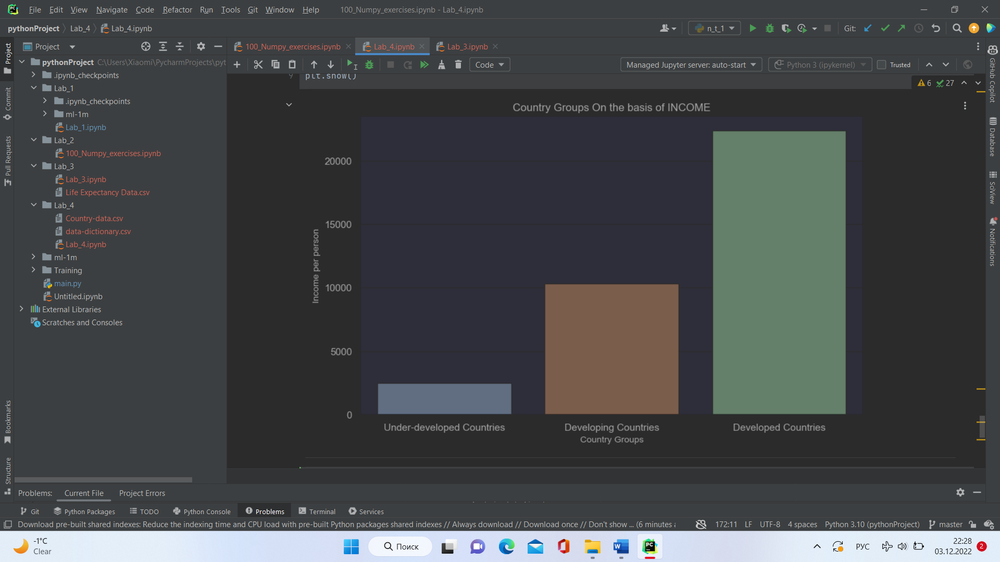 File Edit View Navigate Code Refactor Run Tools Git Window Help 100_Numpy_exercises.ipynb - Lab_4.ipynb
pythonProject Lab_4 Lab_4.ipynb n_t_1 Git:
Project 100_Numpy_exercises.ipynb Lab_4.ipynb Lab_3.ipynb
Code Managed Jupyter server: auto-start Python 3 (ipykernel) Trusted
9 plt.show()
6 27
pythonProject C:\Users\Xiaomi\PycharmProjects\pyt
.ipynb_checkpoints
Lab_1
.ipynb_checkpoints
ml-1m
Lab_1.ipynb
Lab_2
100_Numpy_exercises.ipynb
Lab_3
Lab_3.ipynb
Life Expectancy Data.csv
Lab_4
Country-data.csv
data-dictionary.csv
Lab_4.ipynb
ml-1m
Training
main.py
Untitled.ipynb
External Libraries
Scratches and Consoles
Project
Commit
Pull Requests
Bookmarks
Structure
Country Groups On the basis of INCOME
20000
15000
10000
5000
0
Income per person
Under-developed Countries Developing Countries Developed Countries
Country Groups
GitHub Copilot
Database
SciView
Notifications
Problems: Current File Project Errors
Git Python Packages TODO Python Console Problems Terminal Services
Download pre-built shared indexes: Reduce the indexing time and CPU load with pre-built Python packages shared indexes // Always download // Download once // Don't show ... (6 minutes a 172:11 LF UTF-8 4 spaces Python 3.10 (pythonProject) master
-1°C
Clear
Поиск
РУС
22:28
03.12.2022
2